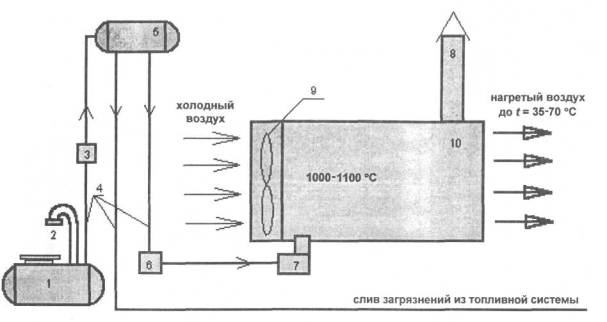 5
8
9
холодный
воздух
нагретый воздух
до t = 35-70 °C
10
3
1000-1100 °C
4
2
6
7
1
слив загрязнений из топливной системы